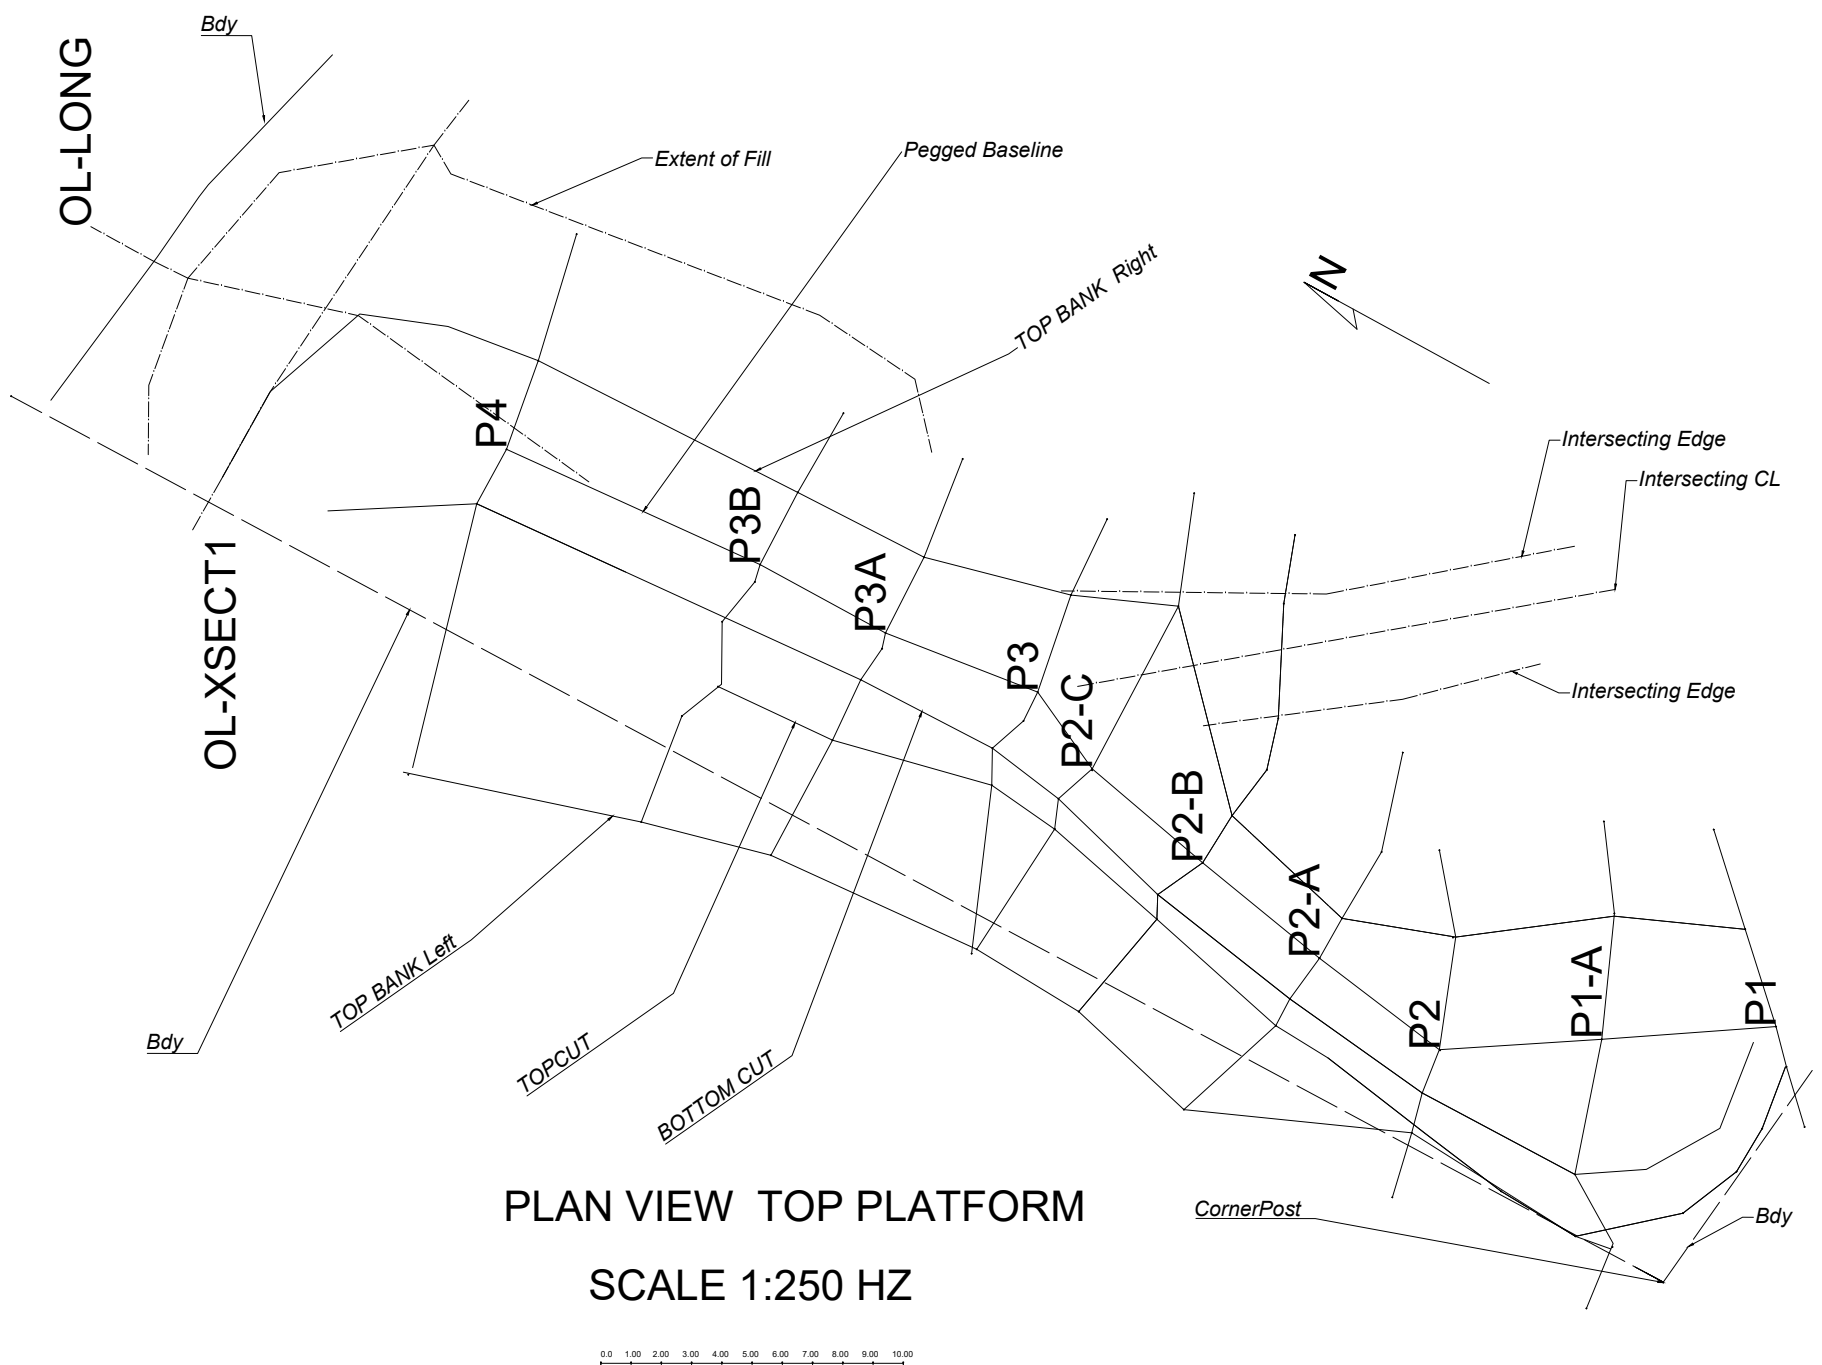 Bdy
OL-LONG
Extent of Fill
Pegged Baseline
TOP BANK Right
N
P4
P3B
P3A
P3
P2-C
P2-B
P2-A
P2
P1-A
P1
Intersecting Edge
Intersecting CL
Intersecting Edge
OL-XSECT1
TOP BANK Left
Bdy
TOPCUT
BOTTOM CUT
CornerPost
Bdy
PLAN VIEW TOP PLATFORM
SCALE 1:250 HZ
0.0 1.00 2.00 3.00 4.00 5.00 6.00 7.00 8.00 9.00 10.00